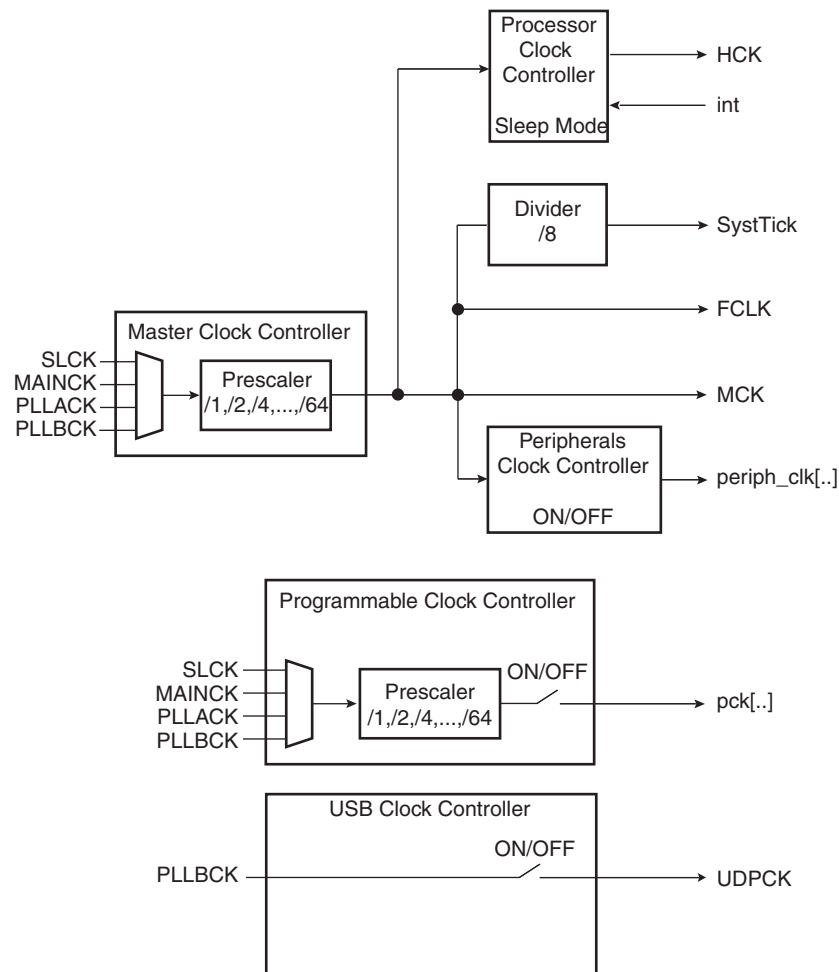 Processor
Clock
Controller
Sleep Mode
HCK
int
Divider
/8
SystTick
FCLK
Master Clock Controller
SLCK
MAINCK
PLLACK
PLLBCK
Prescaler
/1,/2,/4,...,/64
MCK
Peripherals
Clock Controller
ON/OFF
periph_clk[..]
Programmable Clock Controller
SLCK
MAINCK
PLLACK
PLLBCK
Prescaler
/1,/2,/4,...,/64
ON/OFF
pck[..]
USB Clock Controller
PLLBCK
ON/OFF
UDPCK